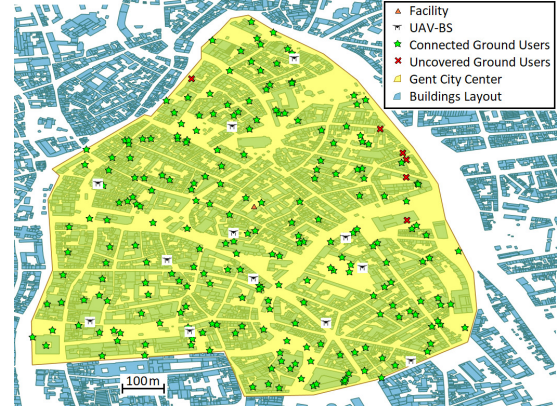 Facility
UAV-BS
Connected Ground Users
Uncovered Ground Users
Gent City Center
Buildings Layout
100 m